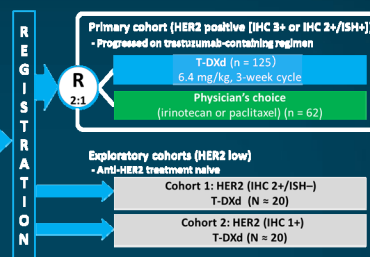 REGISTRATION
Primary cohort (HER2 positive [IHC 3+ or IHC 2+/ISH+])
- Progressed on trastuzumab-containing regimen
R
2:1
T-DXd (n = 125)
6.4 mg/kg, 3-week cycle
Physician's choice
(irinotecan or paclitaxel) (n = 62)
Exploratory cohorts (HER2 low)
- Anti-HER2 treatment naive
Cohort 1: HER2 (IHC 2+/ISH–)
T-DXd (N ≈ 20)
Cohort 2: HER2 (IHC 1+)
T-DXd (N ≈ 20)